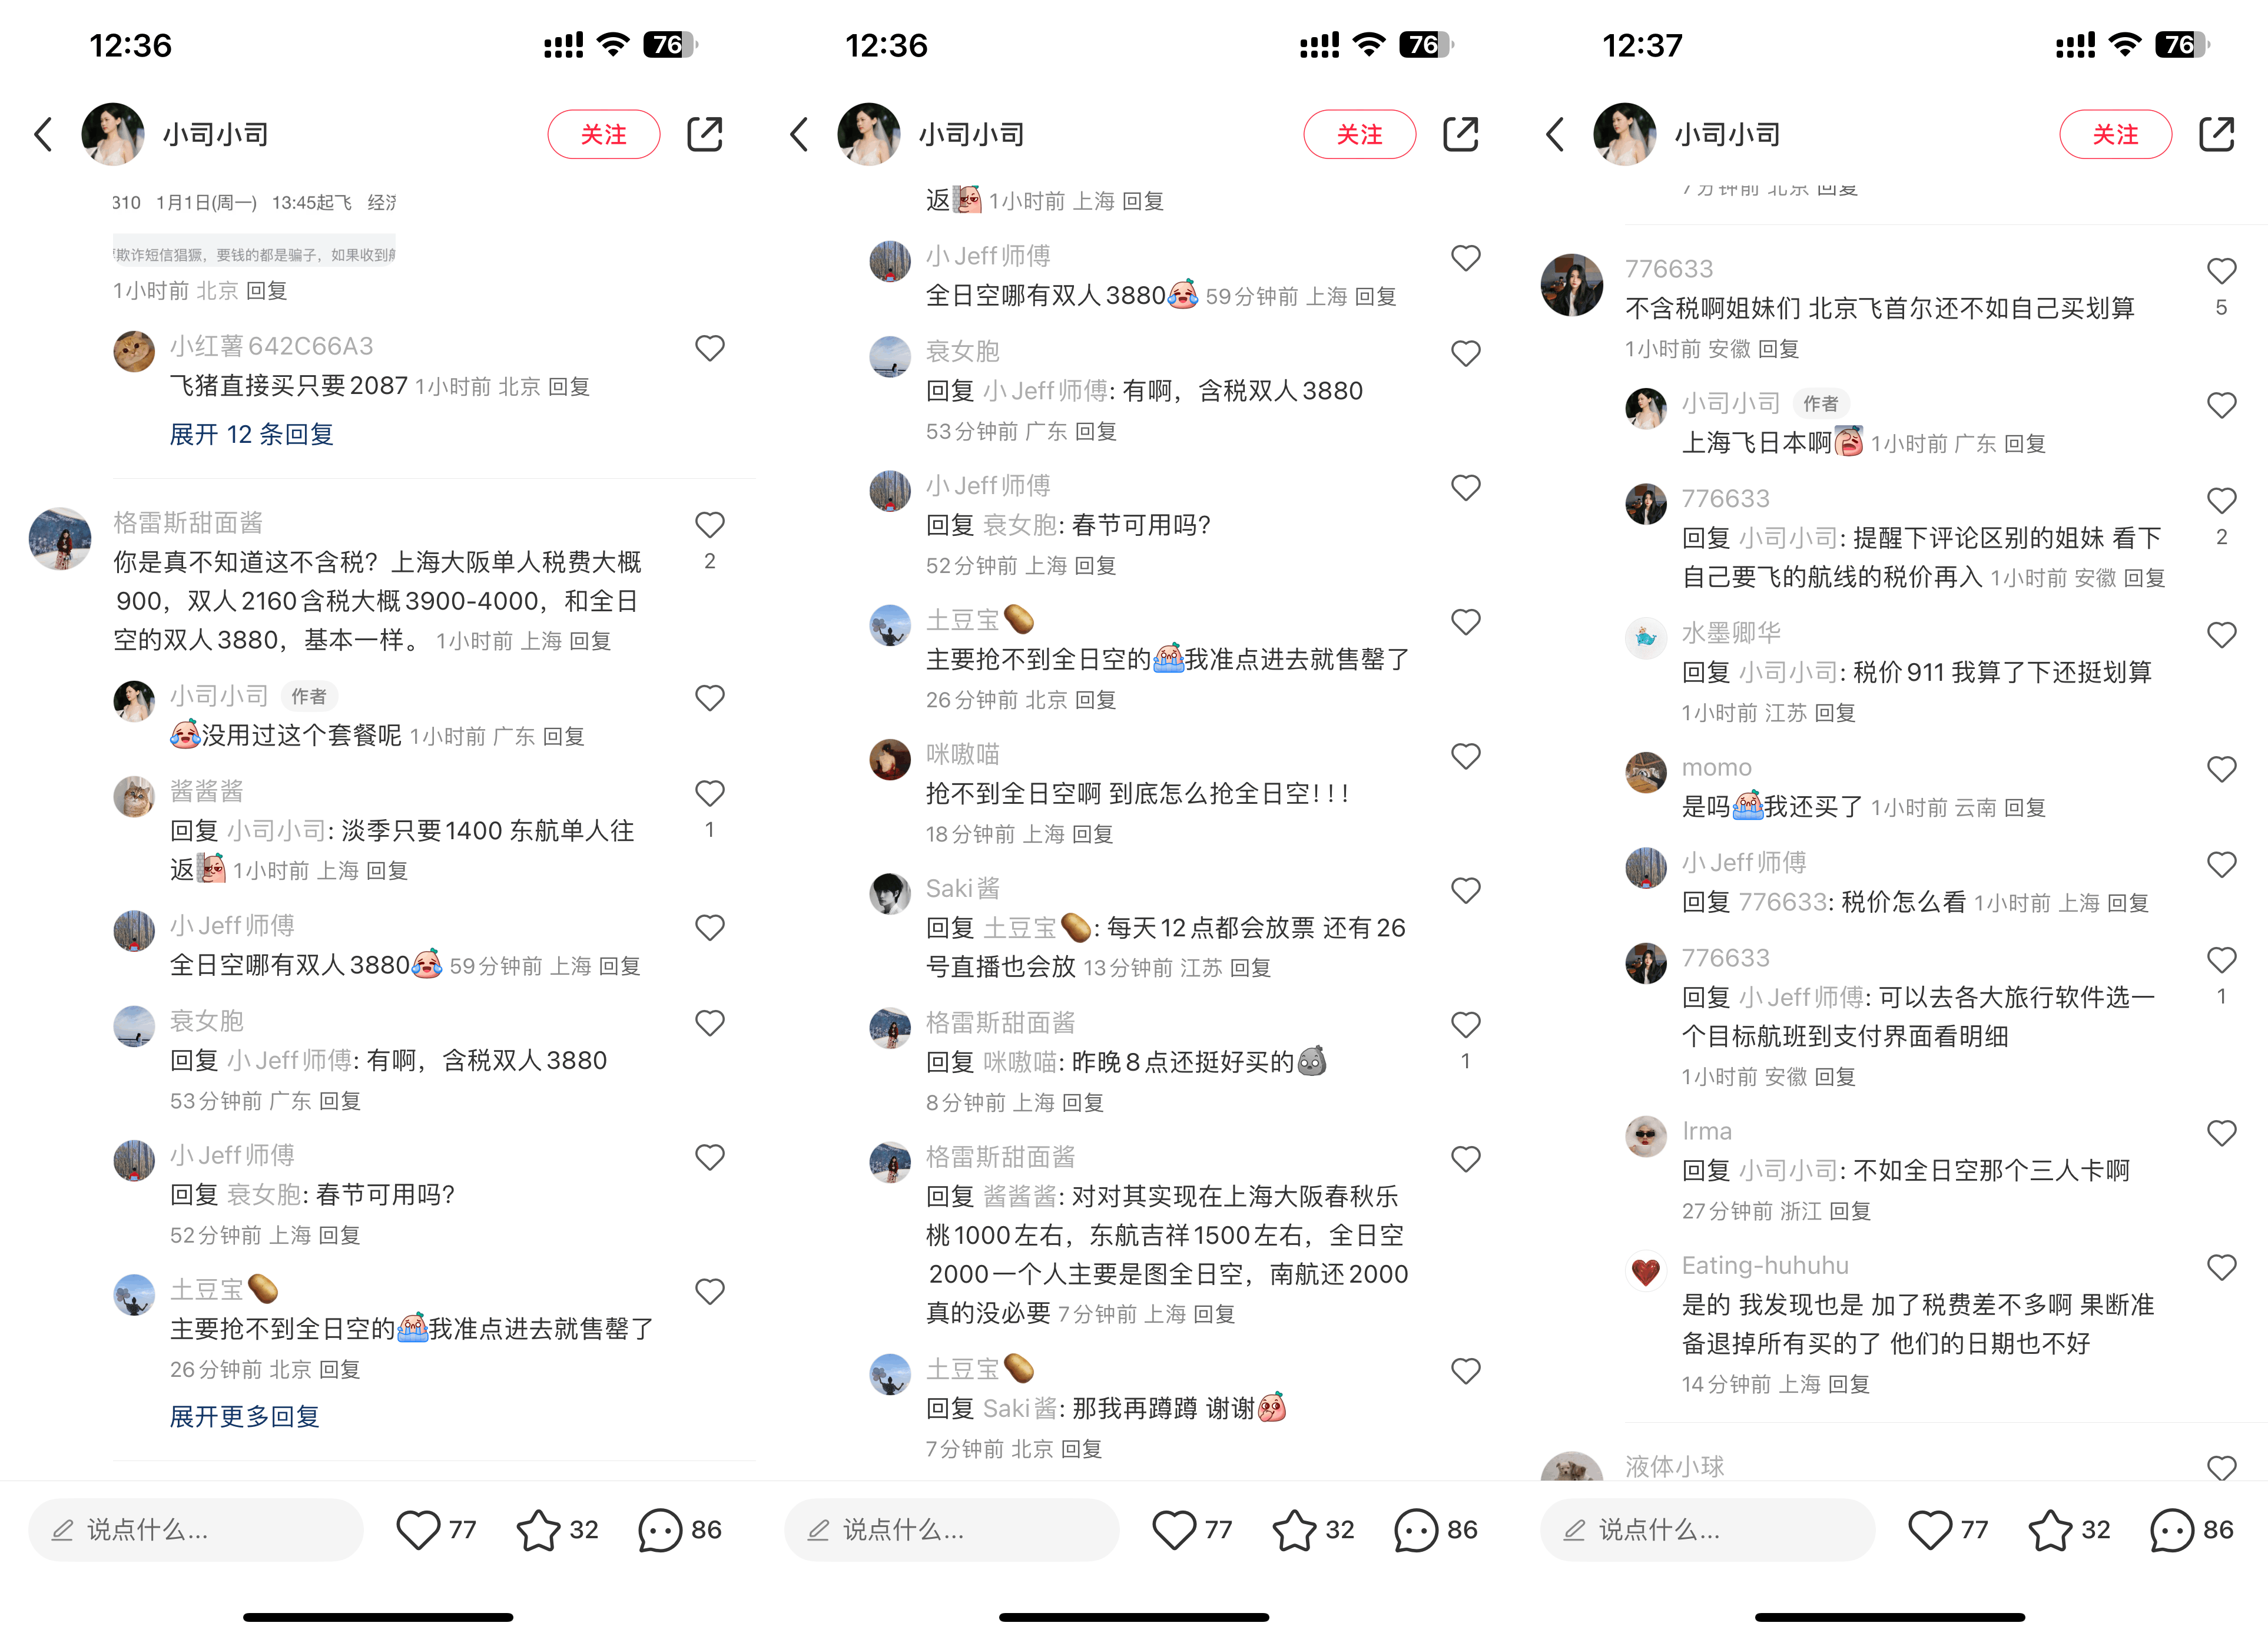 12:36
76
小司小司
关注
310 1月1日(周一) 13:45起飞 经济
欺诈短信猖獗，要钱的都是骗子，如果收到
1小时前 北京 回复
小红薯642C66A3
飞猪直接买只要2087 1小时前 北京 回复
展开 12 条回复
格雷斯甜面酱
你是真不知道这不含税？上海大阪单人税费大概
900，双人2160含税大概3900-4000，和全日
空的双人3880，基本一样。 1小时前 上海 回复
2
小司小司 作者
没用过这个套餐呢 1小时前 广东 回复
酱酱酱
回复 小司小司: 淡季只要1400 东航单人往
返 1小时前 上海 回复
1
小Jeff师傅
全日空哪有双人3880 59分钟前 上海 回复
衰女胞
回复 小Jeff师傅: 有啊，含税双人3880
53分钟前 广东 回复
小Jeff师傅
回复 衰女胞: 春节可用吗?
52分钟前 上海 回复
土豆宝🥔
主要抢不到全日空的我准点进去就售罄了
26分钟前 北京 回复
展开更多回复
说点什么...
77
32
86
12:36
76
小司小司
关注
返 1小时前 上海 回复
小Jeff师傅
全日空哪有双人3880 59分钟前 上海 回复
衰女胞
回复 小Jeff师傅: 有啊，含税双人3880
53分钟前 广东 回复
小Jeff师傅
回复 衰女胞: 春节可用吗?
52分钟前 上海 回复
土豆宝🥔
主要抢不到全日空的我准点进去就售罄了
26分钟前 北京 回复
咪嗷喵
抢不到全日空啊 到底怎么抢全日空! ! !
18分钟前 上海 回复
Saki酱
回复 土豆宝🥔: 每天12点都会放票 还有26
号直播也会放 13分钟前 江苏 回复
格雷斯甜面酱
回复 咪嗷喵: 昨晚8点还挺好买的
1
8分钟前 上海 回复
格雷斯甜面酱
回复 酱酱酱: 对对其实现在上海大阪春秋乐
桃1000左右，东航吉祥1500左右，全日空
2000一个人主要是图全日空，南航还2000
真的没必要 7分钟前 上海 回复
土豆宝🥔
回复 Saki酱: 那我再蹲蹲 谢谢
7分钟前 北京 回复
说点什么...
77
32
86
12:37
76
小司小司
关注
7分钟前 北京 回复
776633
不含税啊姐妹们 北京飞首尔还不如自己买划算
5
1小时前 安徽 回复
小司小司 作者
上海飞日本啊 1小时前 广东 回复
776633
回复 小司小司: 提醒下评论区别的姐妹 看下
2
自己要飞的航线的税价再入 1小时前 安徽 回复
水墨卿华
回复 小司小司: 税价911 我算了下还挺划算
1小时前 江苏 回复
momo
是吗我还买了 1小时前 云南 回复
小Jeff师傅
回复 776633: 税价怎么看 1小时前 上海 回复
776633
回复 小Jeff师傅: 可以去各大旅行软件选一
1
个目标航班到支付界面看明细
1小时前 安徽 回复
Irma
回复 小司小司: 不如全日空那个三人卡啊
27分钟前 浙江 回复
Eating-huhuhu
是的 我发现也是 加了税费差不多啊 果断准
备退掉所有买的了 他们的日期也不好
14分钟前 上海 回复
液体小球
说点什么...
77
32
86